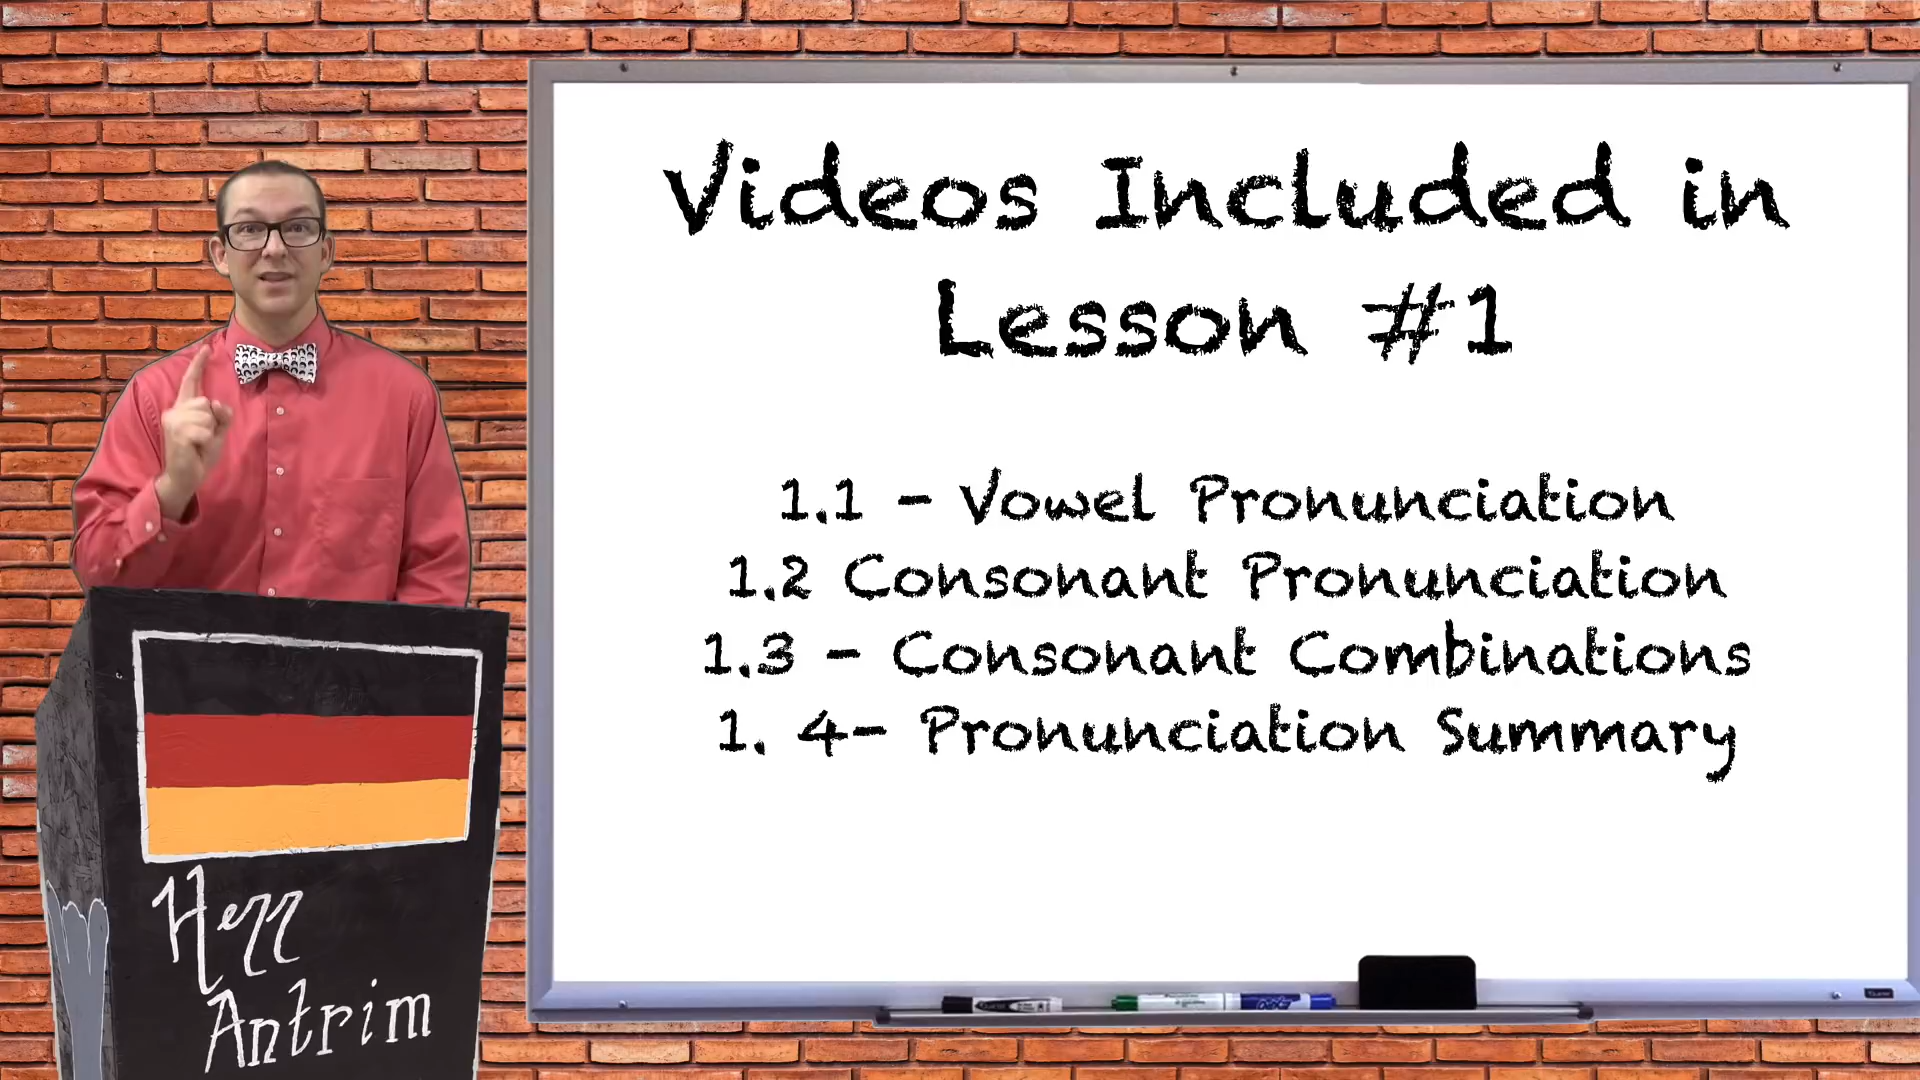 Videos Included in
Lesson #1
1.1 - Vowel Pronunciation
1.2 Consonant Pronunciation
1.3 - Consonant Combinations
1. 4- Pronunciation Summary
Herr
Antrim